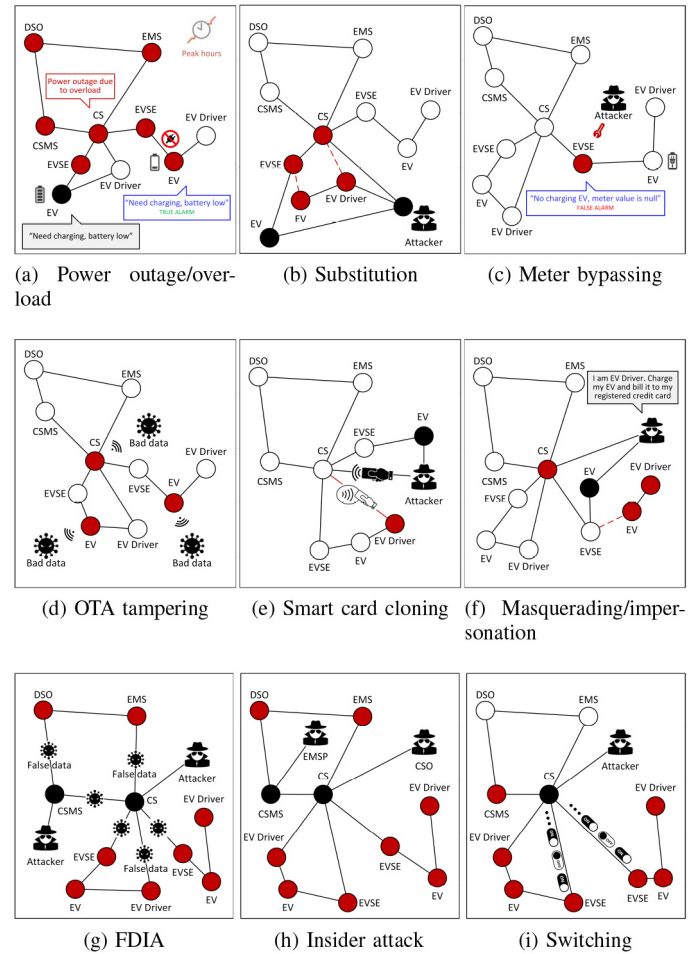 DSO
EMS
Peak hours
Power outage due
to overload
CS
EVSE
EV Driver
CSMS
EVSE
EV Driver
EV
EV
"Need charging, battery low"
TRUE ALARM
"Need charging, battery low"
(a) Power outage/over-
load
DSO
EMS
CSMS
CS
EVSE
EV Driver
EVSE
EV
EV
EV Driver
EV
Attacker
(b) Substitution
DSO
EMS
CSMS
CS
Attacker
EV Driver
EVSE
EVSE
EV
EV
EV Driver
"No charging EV, meter value is null"
FALSE ALARM
(c) Meter bypassing
DSO
EMS
CSMS
CS
Bad data
EV Driver
EVSE
EVSE
EV
EV
EV Driver
Bad data
Bad data
(d) OTA tampering
DSO
EMS
EV
EVSE
CS
CSMS
Attacker
EV Driver
EVSE
EV
(e) Smart card cloning
DSO
EMS
I am EV Driver. Charge
my EV and bill it to my
registered credit card
CS
CSMS
EV
EV Driver
EVSE
EV
EV
EV Driver
EVSE
(f) Masquerading/imper-
sonation
DSO
EMS
False data
False data
Attacker
CSMS
CS
EV Driver
Attacker
EVSE
False data
EVSE
EV
EV
EV Driver
(g) FDIA
DSO
EMS
EMSP
CSO
CSMS
CS
EV Driver
EV Driver
EVSE
EV
EV
EVSE
(h) Insider attack
DSO
EMS
Attacker
CS
CSMS
EV Driver
EV Driver
EV
EVSE
EVSE
EV
(i) Switching